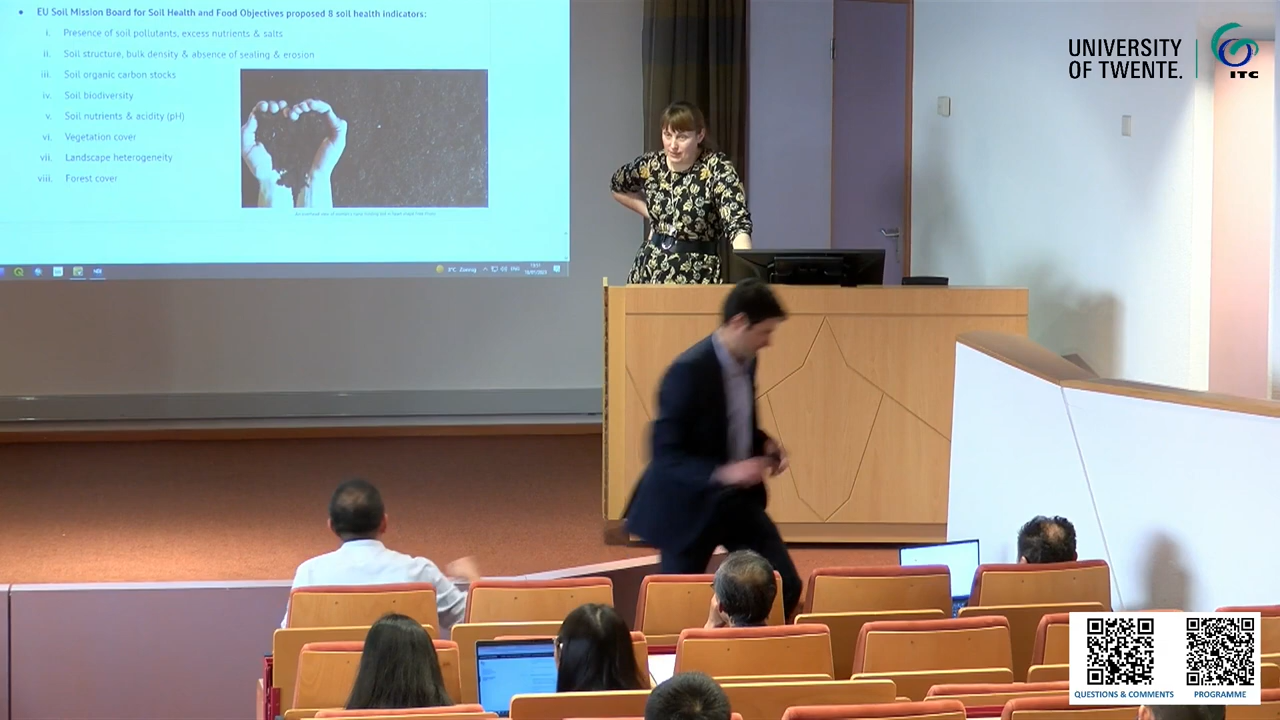 • EU Soil Mission Board for Soil Health and Food Objectives proposed 8 soil health indicators:
i. Presence of soil pollutants, excess nutrients & salts
ii. Soil structure, bulk density & absence of sealing & erosion
iii. Soil organic carbon stocks
iv. Soil biodiversity
v. Soil nutrients & acidity (pH)
vi. Vegetation cover
vii. Landscape heterogeneity
viii. Forest cover
UNIVERSITY
OF TWENTE.
ITC
QUESTIONS & COMMENTS
PROGRAMME